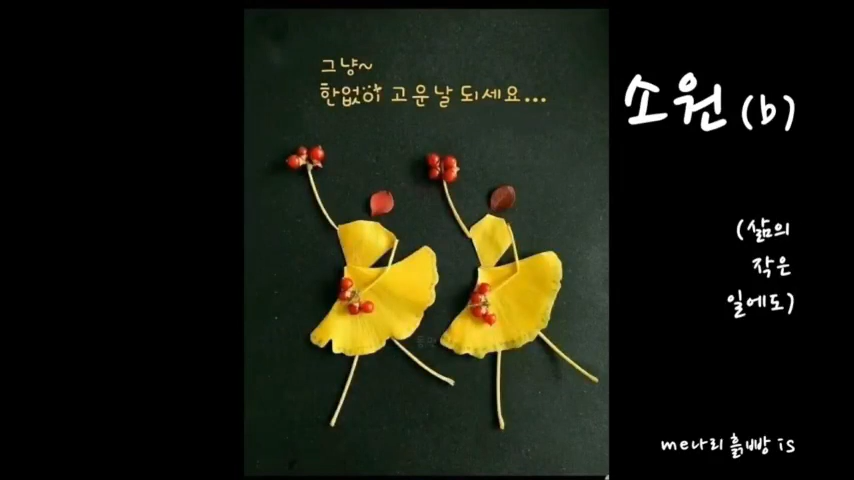 그냥~
한없이 고운날 되세요...
소원 (b)
(삶의
작은
일에도)
me나리흙빵 is